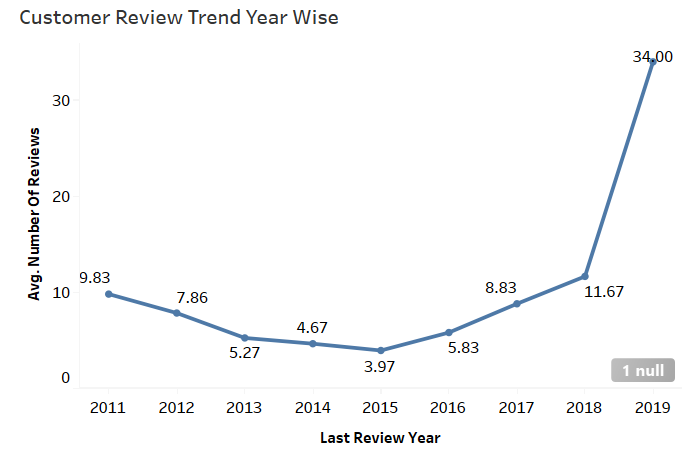 Customer Review Trend Year Wise
Avg. Number Of Reviews
30
20
10
0
9.83
7.86
5.27
4.67
3.97
5.83
8.83
11.67
34.00
1 null
2011 2012 2013 2014 2015 2016 2017 2018 2019
Last Review Year